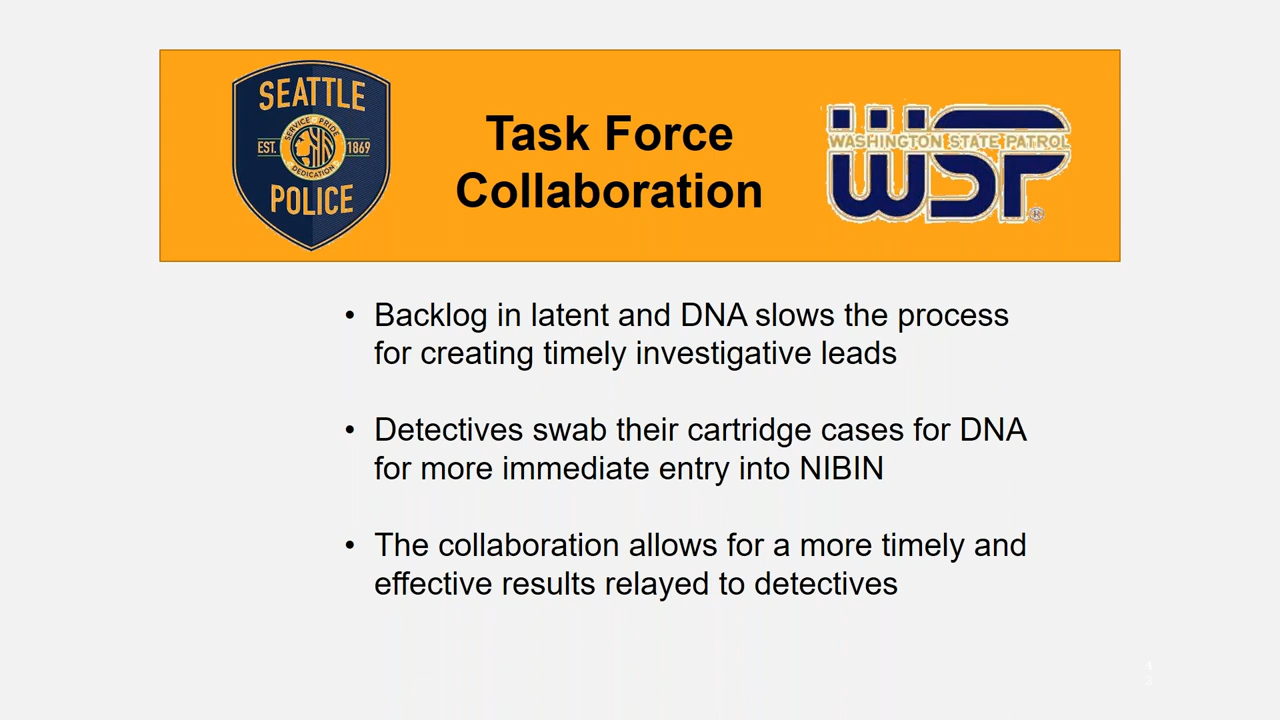 SEATTLE
SERVICE PRIDE
EST. 1869
DEDICATION
POLICE
Task Force
Collaboration
WASHINGTON STATE PATROL
WSP
®
• Backlog in latent and DNA slows the process
for creating timely investigative leads
• Detectives swab their cartridge cases for DNA
for more immediate entry into NIBIN
• The collaboration allows for a more timely and
effective results relayed to detectives